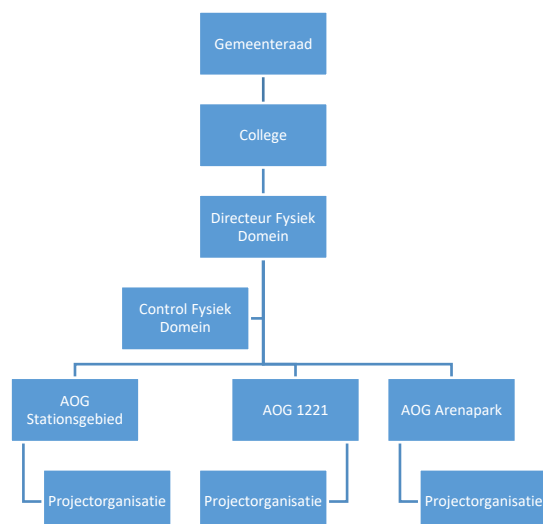 Gemeenteraad
College
Directeur Fysiek
Domein
Control Fysiek
Domein
AOG
Stationsgebied
AOG 1221
AOG Arenapark
Projectorganisatie
Projectorganisatie
Projectorganisatie